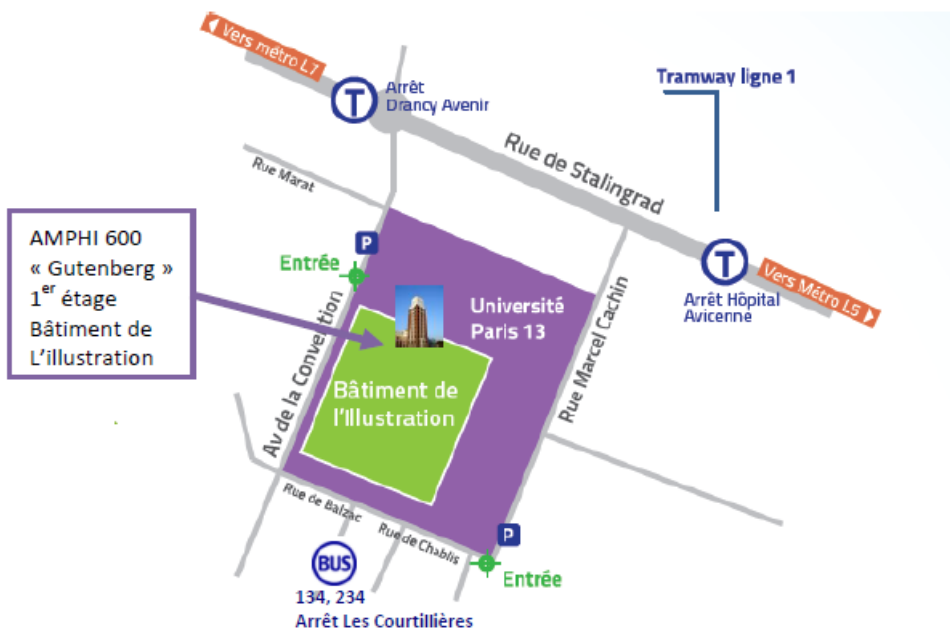 Vers métro L7
T
Arrêt
Drancy Avenir
Tramway ligne 1
Rue de Stalingrad
Rue Marat
AMPHI 600
« Gutenberg »
1er étage
Bâtiment de
L'illustration
P
Entrée
Université
Paris 13
T
Arrêt Hôpital
Avicenne
Vers Métro L5
Av de la Convention
Bâtiment de
l'Illustration
Rue Marcel Cachin
Rue de Balzac
Rue de Chablis
P
Entrée
BUS
134, 234
Arrêt Les Courtillières